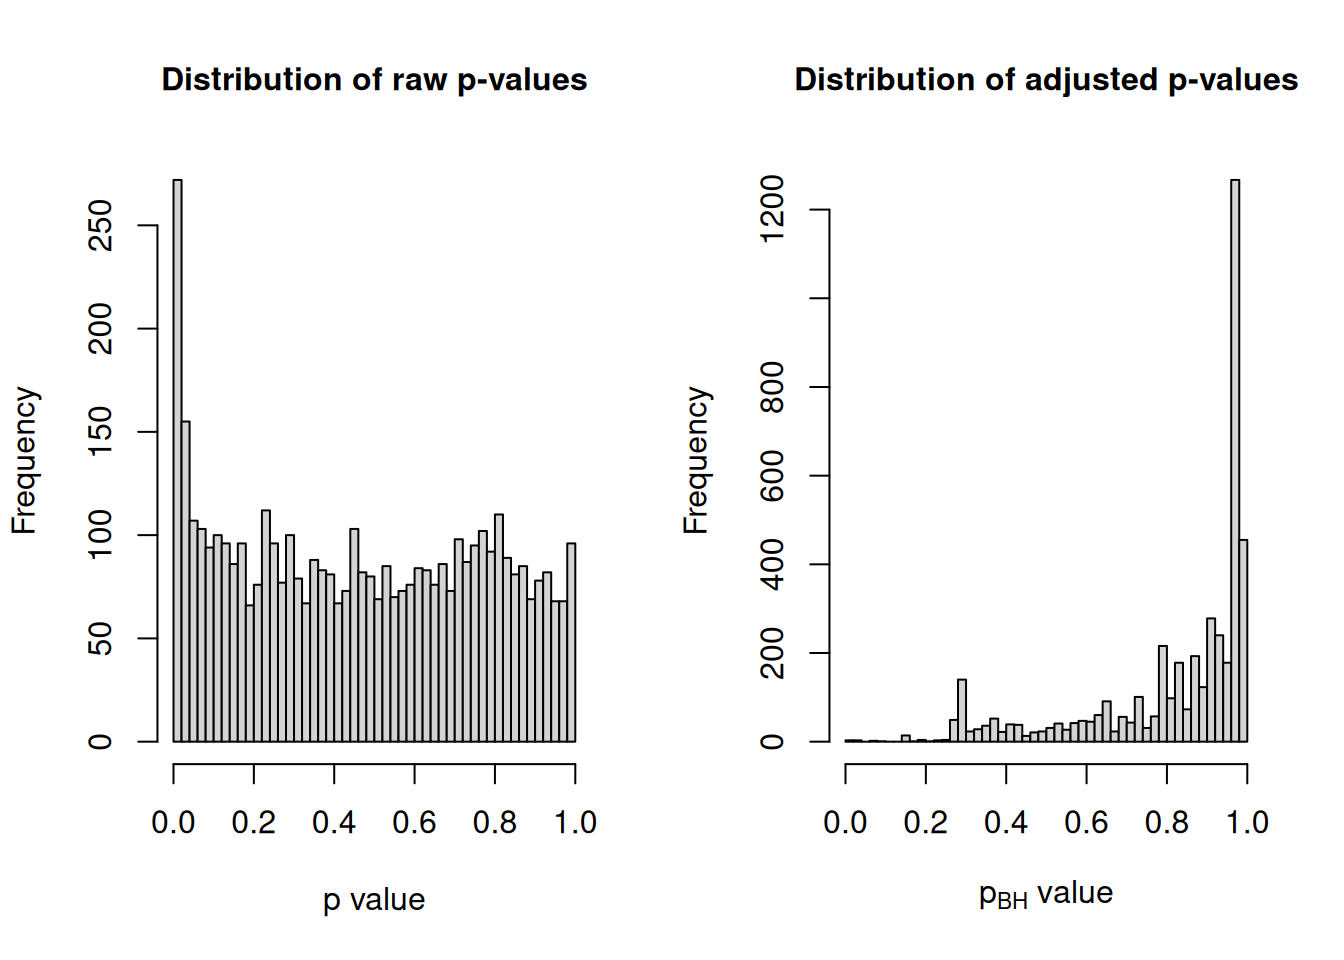 Distribution of raw p-values
Frequency
250
200
150
100
50
0
0.0 0.2 0.4 0.6 0.8 1.0
p value
Distribution of adjusted p-values
Frequency
1200
800
600
400
200
0
0.0 0.2 0.4 0.6 0.8 1.0
pBH value